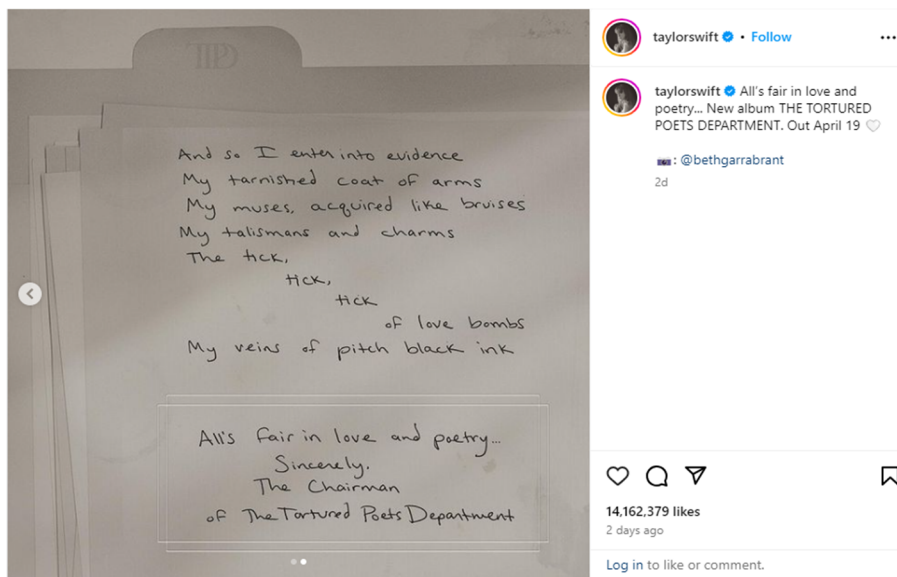 TTPD
And so I enter into evidence
My tarnished coat of arms
My muses, acquired like bruises
My talismans and charms
The tick,
tick,
tick
of love bombs
My veins of pitch black ink
All's fair in love and poetry...
Sincerely,
The Chairman
of The Tortured Poets Department
taylorswift • Follow
taylorswift All's fair in love and
poetry... New album THE TORTURED
POETS DEPARTMENT. Out April 19 🤍
📷: @bethgarrabrant
2d
14,162,379 likes
2 days ago
Log in to like or comment.